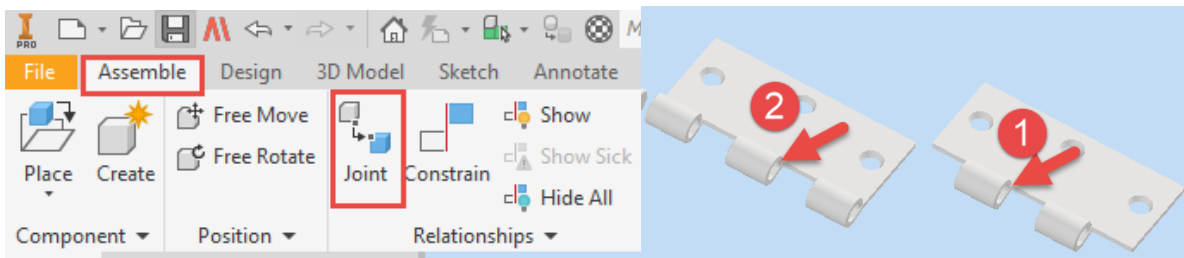 PRO
M
File Assemble Design 3D Model Sketch Annotate
Free Move Show
Free Rotate Show Sick
Place Create Joint Constrain
Hide All
Component Position Relationships
2
1